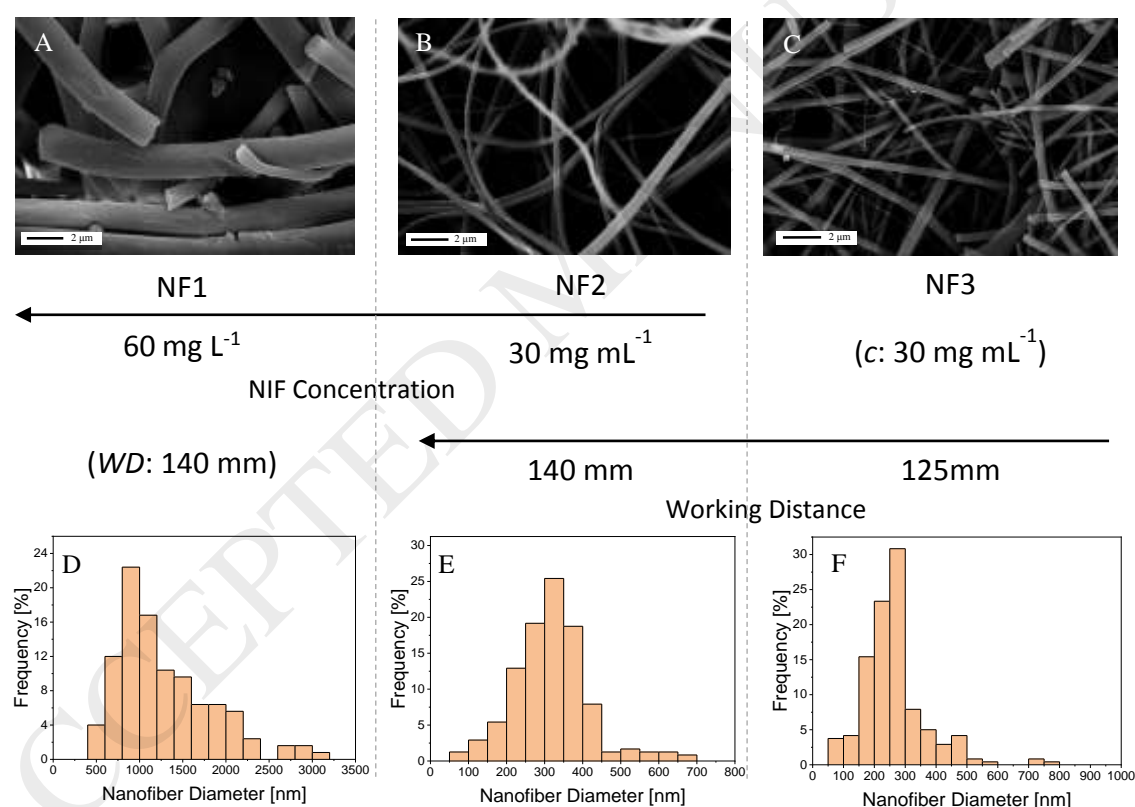 A
B
C
2 µm
2 µm
2 µm
NF1
NF2
NF3
60 mg L-1
30 mg mL-1
(c: 30 mg mL-1)
NIF Concentration
(WD: 140 mm)
140 mm
125mm
Working Distance
D
24
20
16
12
8
4
0
Frequency [%]
0 500 1000 1500 2000 2500 3000 3500
Nanofiber Diameter [nm]
E
30
25
20
15
10
5
0
Frequency [%]
0 100 200 300 400 500 600 700 800
Nanofiber Diameter [nm]
F
30
25
20
15
10
5
0
Frequency [%]
0 100 200 300 400 500 600 700 800 900 1000
Nanofiber Diameter [nm]
CCEPTED M